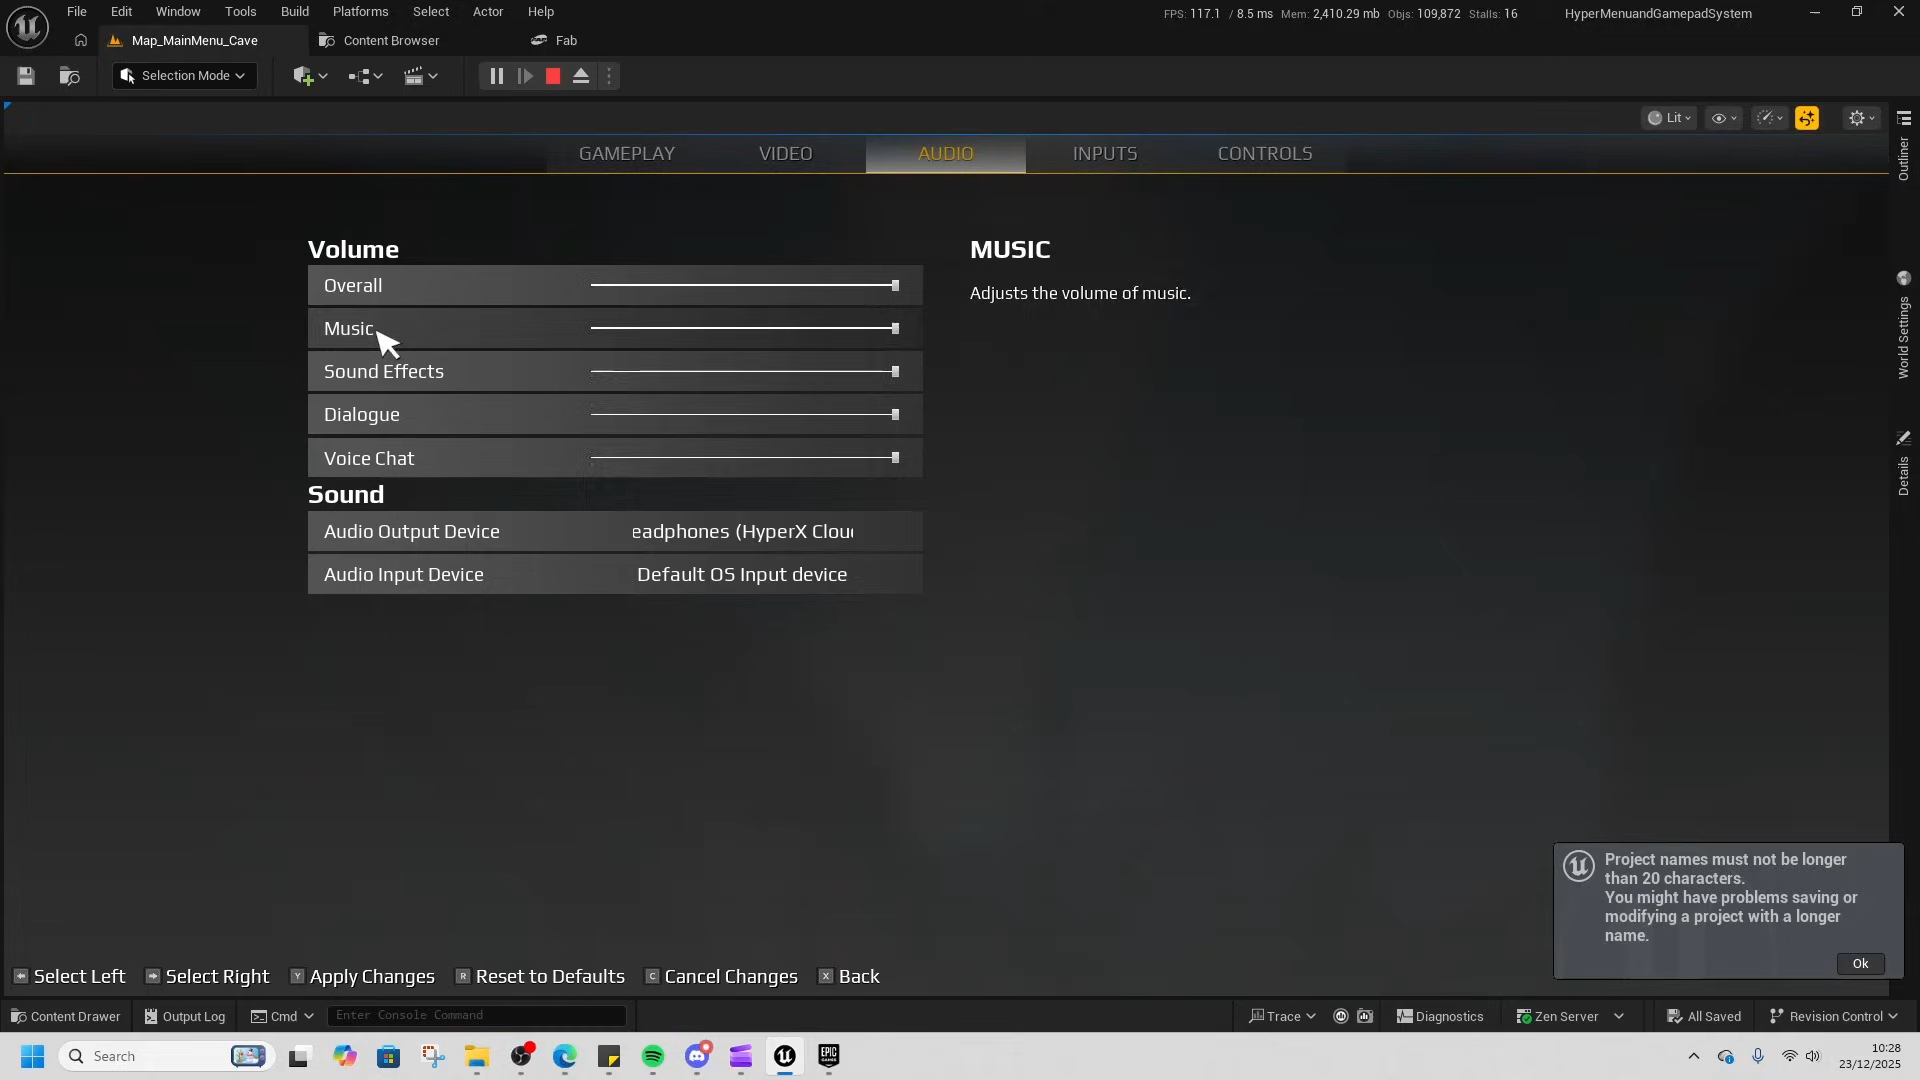 File Edit Window Tools Build Platforms Select Actor Help
FPS: 117.1 / 8.5 ms Mem: 2,410.29 mb Objs: 109,872 Stalls: 16
HyperMenuandGamepadSystem
Map_MainMenu_Cave
Content Browser
Fab
Selection Mode
Lit
GAMEPLAY VIDEO AUDIO INPUTS CONTROLS
Outliner
World Settings
Details
Volume
Overall
Music
Sound Effects
Dialogue
Voice Chat
Sound
Audio Output Device eadphones (HyperX Clou
Audio Input Device Default OS Input device
MUSIC
Adjusts the volume of music.
Project names must not be longer
than 20 characters.
You might have problems saving or
modifying a project with a longer
name.
Ok
Select Left Select Right Y Apply Changes R Reset to Defaults C Cancel Changes X Back
Content Drawer Output Log Cmd Enter Console Command
Trace Diagnostics Zen Server All Saved Revision Control
Search
EPIC GAMES
10:28
23/12/2025